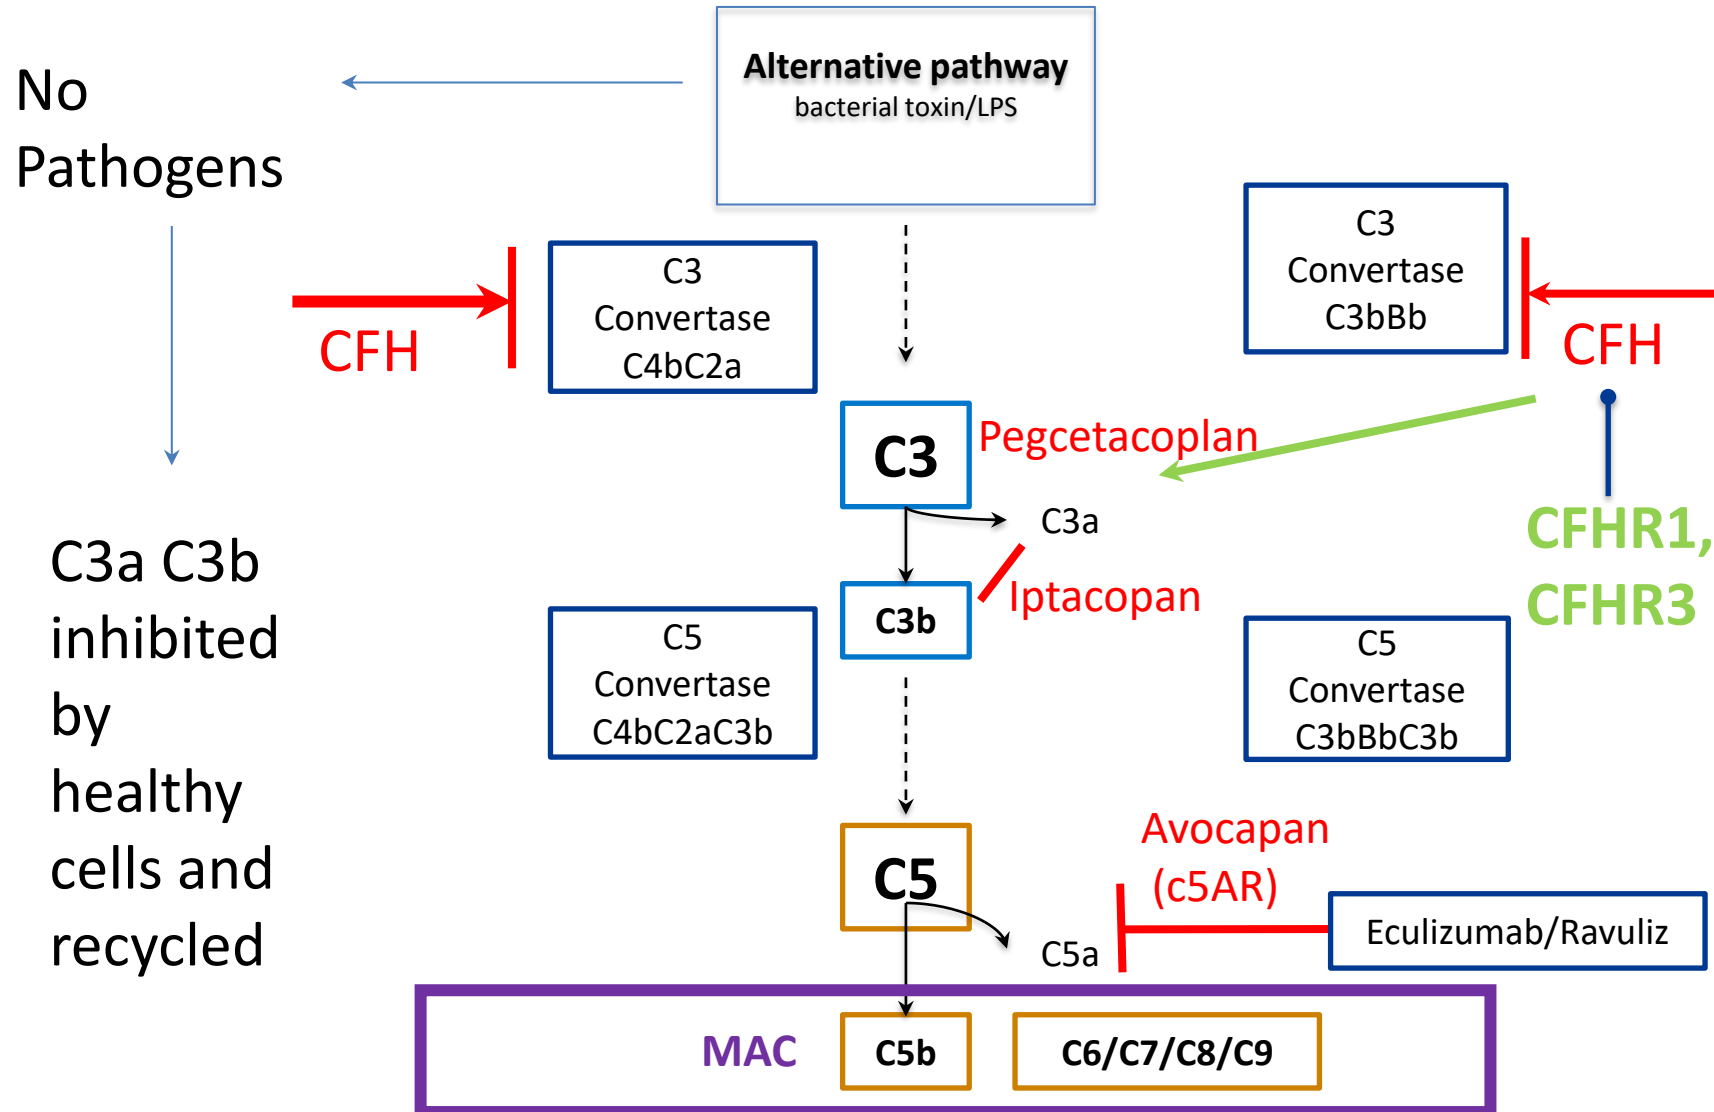 Alternative pathway
bacterial toxin/LPS
No
Pathogens
C3
Convertase
C4bC2a
C3
Convertase
C3bBb
CFH
CFH
C3
Pegcetacoplan
C3a
CFHR1,
CFHR3
C3a C3b
inhibited
by
healthy
cells and
recycled
Iptacopan
C3b
C5
Convertase
C4bC2aC3b
C5
Convertase
C3bBbC3b
C5
Avocapan
(c5AR)
C5a
Eculizumab/Ravuliz
MAC
C5b
C6/C7/C8/C9